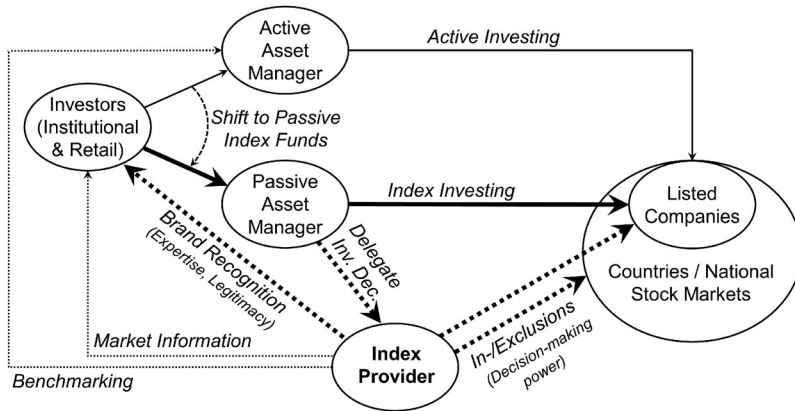 Active
Asset
Manager
Active Investing
Investors
(Institutional
& Retail)
Shift to Passive
Index Funds
Passive
Asset
Manager
Index Investing
Listed
Companies
Countries / National
Stock Markets
Brand Recognition
(Expertise, Legitimacy)
Delegate
Inv. Dec.
In-/Exclusions
(Decision-making
power)
Market Information
Index
Provider
Benchmarking